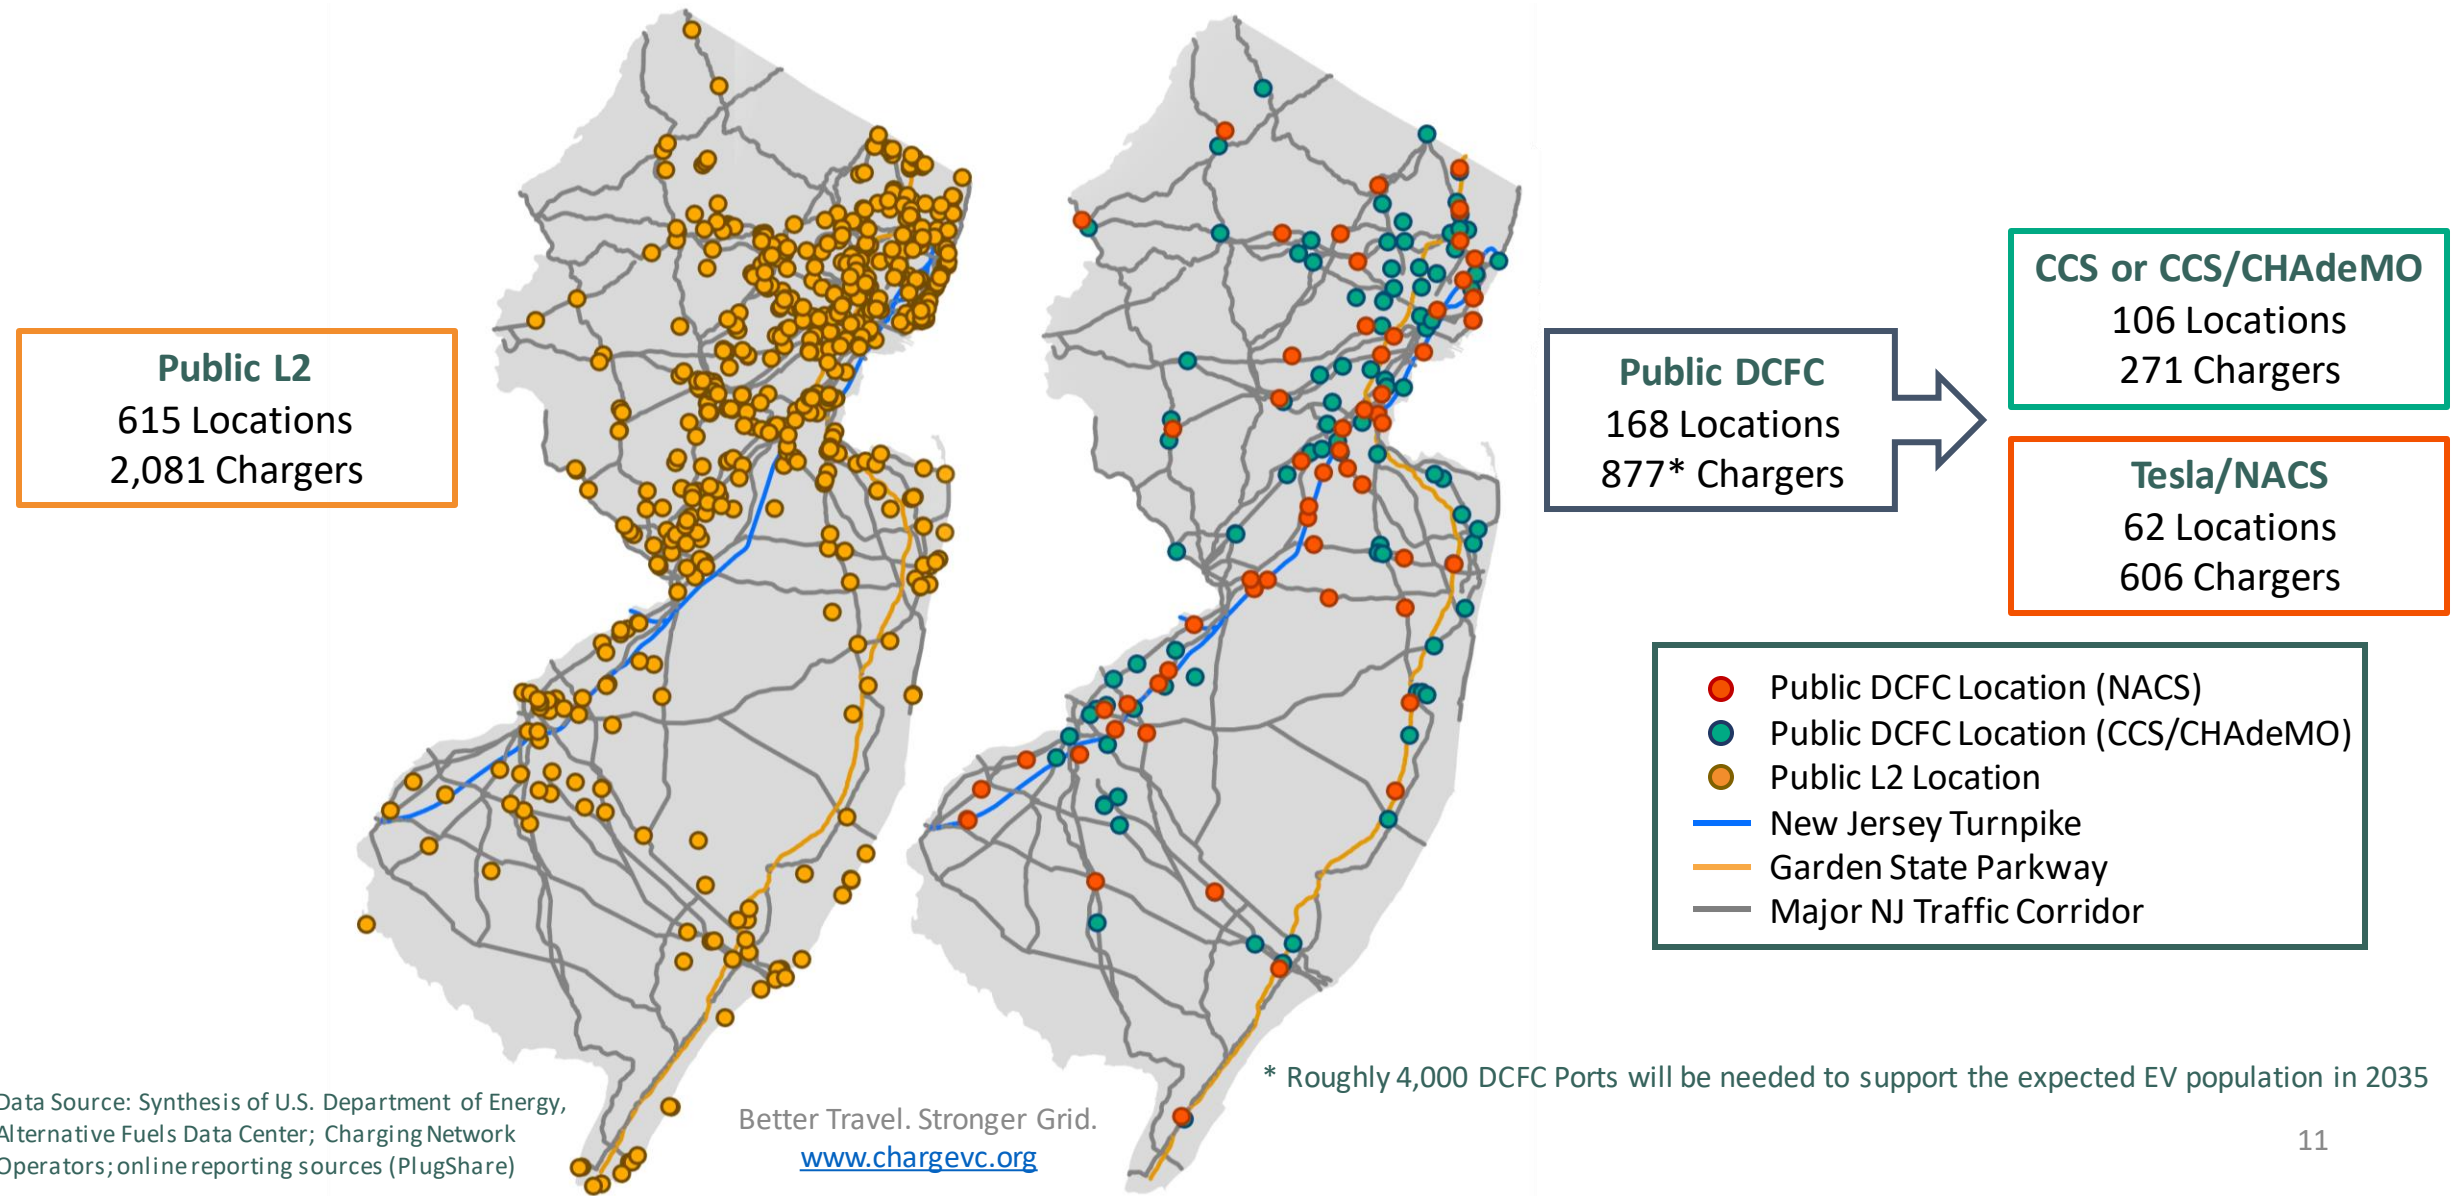 Public L2
615 Locations
2,081 Chargers
Public DCFC
168 Locations
877* Chargers
CCS or CCS/CHAdeMO
106 Locations
271 Chargers
Tesla/NACS
62 Locations
606 Chargers
Public DCFC Location (NACS)
Public DCFC Location (CCS/CHAdeMO)
Public L2 Location
New Jersey Turnpike
Garden State Parkway
Major NJ Traffic Corridor
* Roughly 4,000 DCFC Ports will be needed to support the expected EV population in 2035
Data Source: Synthesis of U.S. Department of Energy,
Alternative Fuels Data Center; Charging Network
Operators; online reporting sources (PlugShare)
Better Travel. Stronger Grid.
www.chargevc.org
11